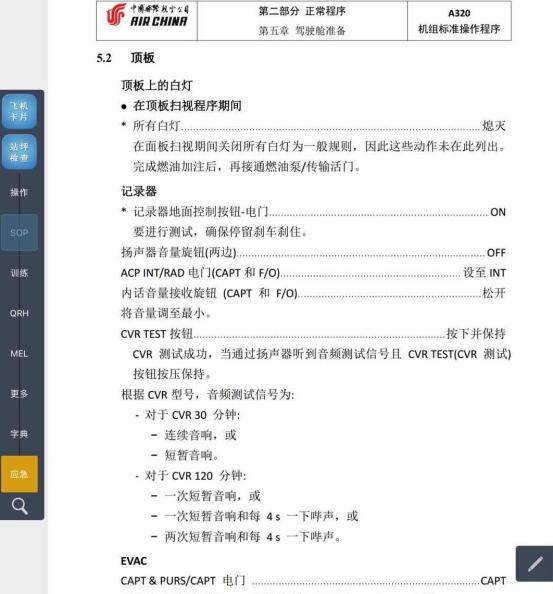 中国国际航空公司
AIR CHINA
第二部分 正常程序
第五章 驾驶舱准备
A320
机组标准操作程序
5.2 顶板
顶板上的白灯
• 在顶板扫视程序期间
* 所有白灯......熄灭
在面板扫视期间关闭所有白灯为一般规则，因此这些动作未在此列出。
完成燃油加注后，再接通燃油泵/传输活门。
记录器
* 记录器地面控制按钮-电门......ON
要进行测试，确保停留刹车刹住。
扬声器音量旋钮(两边)......OFF
ACP INT/RAD 电门(CAPT 和 F/O)......设至 INT
内话音量接收旋钮 (CAPT 和 F/O)......松开
将音量调至最小。
CVR TEST 按钮......按下并保持
CVR 测试成功，当通过扬声器听到音频测试信号且 CVR TEST(CVR 测试)
按钮按压保持。
根据 CVR 型号，音频测试信号为:
- 对于 CVR 30 分钟:
− 连续音响，或
− 短暂音响。
- 对于 CVR 120 分钟:
− 一次短暂音响，或
− 一次短暂音响和每 4 s 一下哔声，或
− 两次短暂音响和每 4 s 一下哔声。
EVAC
CAPT & PURS/CAPT 电门 ......CAPT
飞机
卡片
站坪
检查
操作
SOP
训练
QRH
MEL
更多
字典
应急